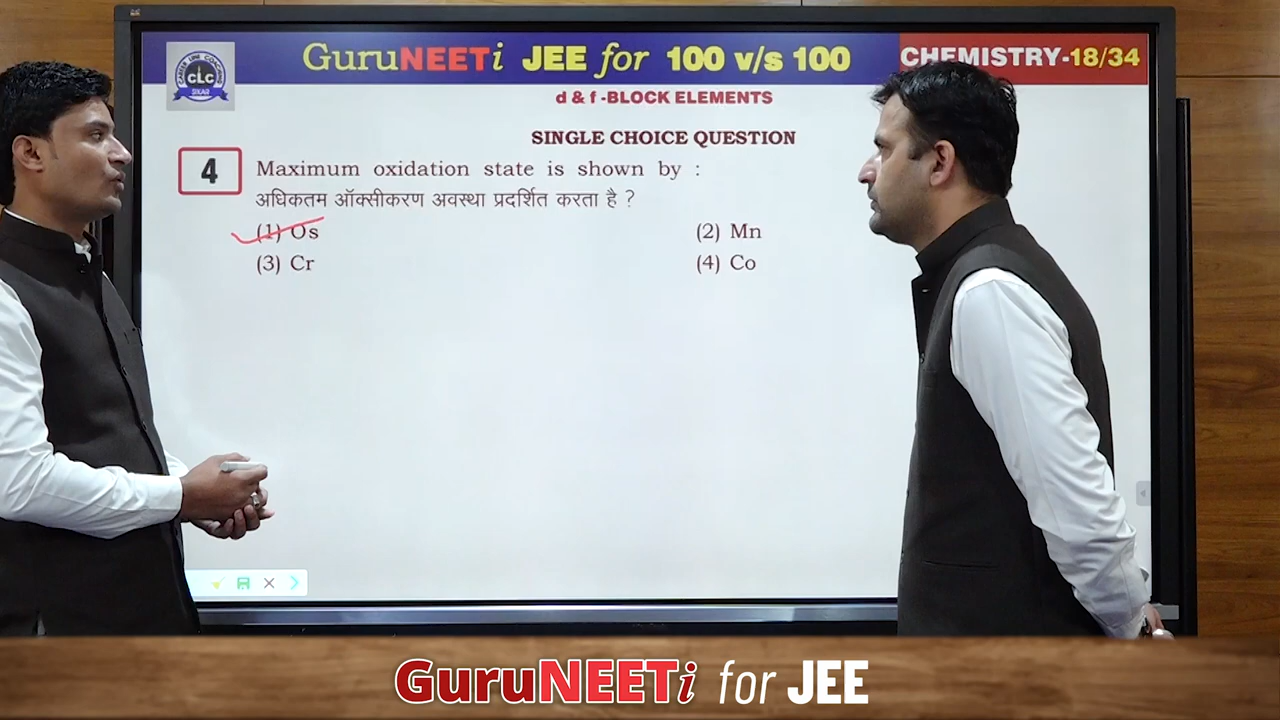 GuruNEETi JEE for 100 v/s 100
CHEMISTRY-18/34
CLC
SIKAR
d & f -BLOCK ELEMENTS
SINGLE CHOICE QUESTION
4
Maximum oxidation state is shown by :
अधिकतम ऑक्सीकरण अवस्था प्रदर्शित करता है ?
(1) Os
(2) Mn
(3) Cr
(4) Co
GuruNEETi for JEE